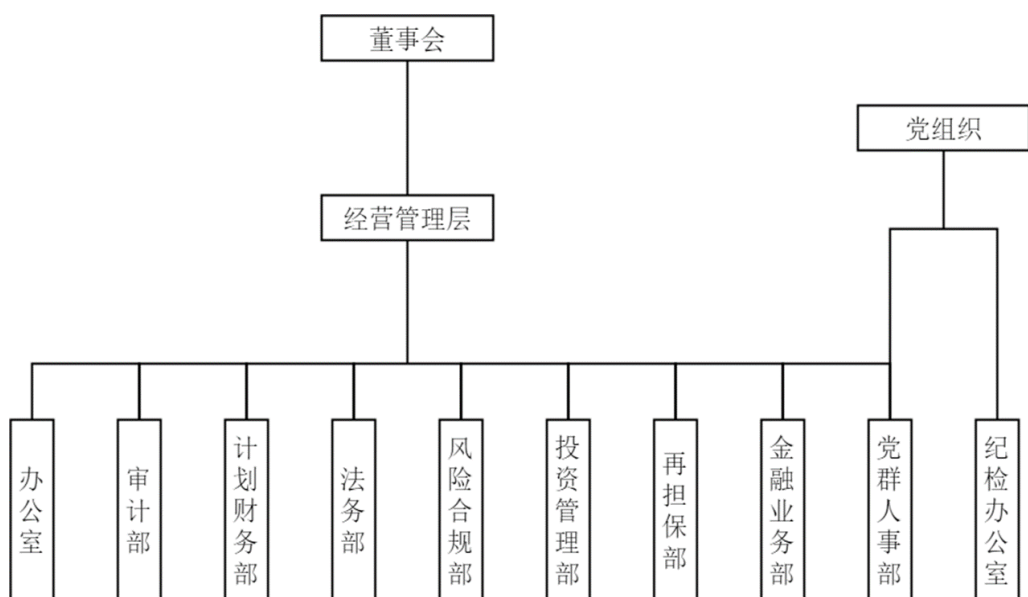 董事会
党组织
经营管理层
办公室
审计部
计划财务部
法务部
风险合规部
投资管理部
再担保部
金融业务部
党群人事部
纪检办公室